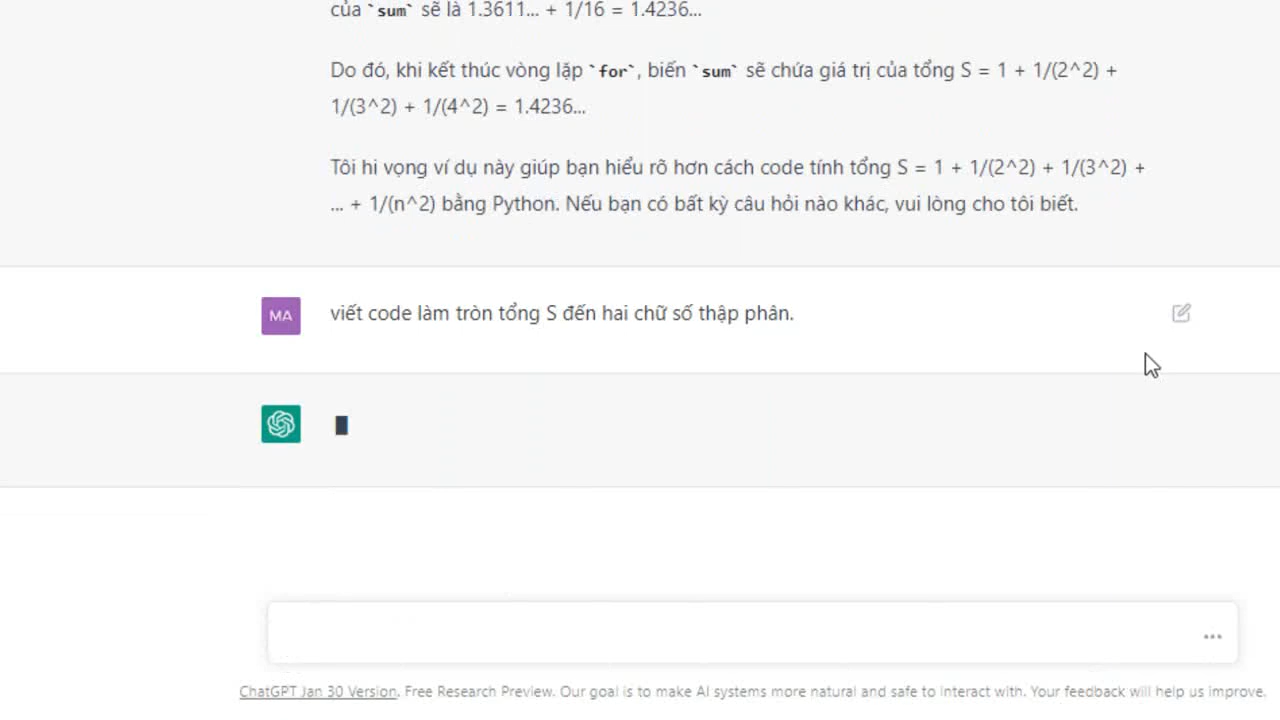 của `sum` sẽ là 1.3611... + 1/16 = 1.4236...
Do đó, khi kết thúc vòng lặp `for`, biến `sum` sẽ chứa giá trị của tổng S = 1 + 1/(2^2) +
1/(3^2) + 1/(4^2) = 1.4236...
Tôi hi vọng ví dụ này giúp bạn hiểu rõ hơn cách code tính tổng S = 1 + 1/(2^2) + 1/(3^2) +
... + 1/(n^2) bằng Python. Nếu bạn có bất kỳ câu hỏi nào khác, vui lòng cho tôi biết.
MA
viết code làm tròn tổng S đến hai chữ số thập phân.
ChatGPT Jan 30 Version. Free Research Preview. Our goal is to make AI systems more natural and safe to interact with. Your feedback will help us improve.